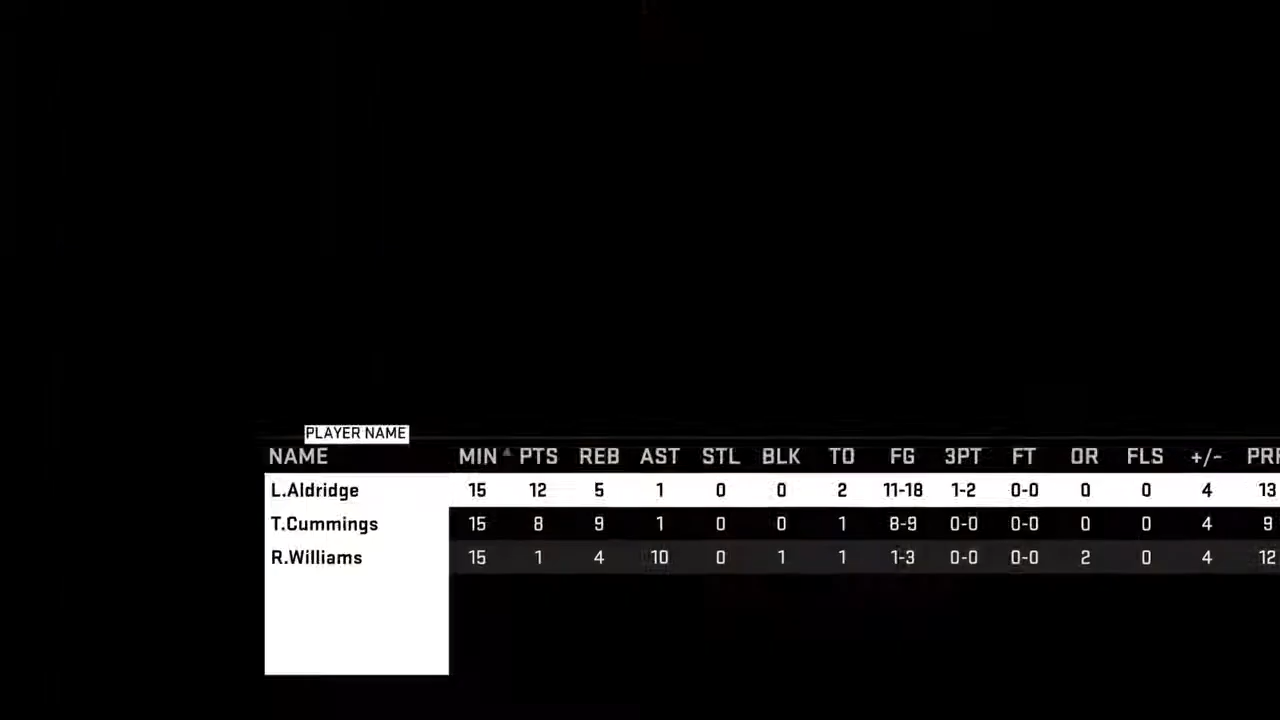 PLAYER NAME
NAME MIN PTS REB AST STL BLK TO FG 3PT FT OR FLS +/- PRF
L.Aldridge 15 12 5 1 0 0 2 11-18 1-2 0-0 0 0 4 13
T.Cummings 15 8 9 1 0 0 1 8-9 0-0 0-0 0 0 4 9
R.Williams 15 1 4 10 0 1 1 1-3 0-0 0-0 2 0 4 12